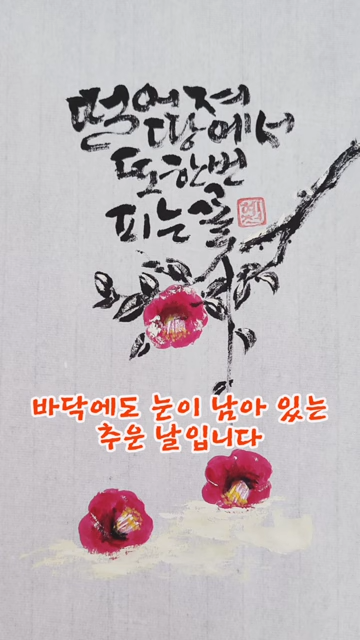 떨어져
땅에서
또 한번
피는 꽃
바닥에도 눈이 남아 있는
추운 날입니다